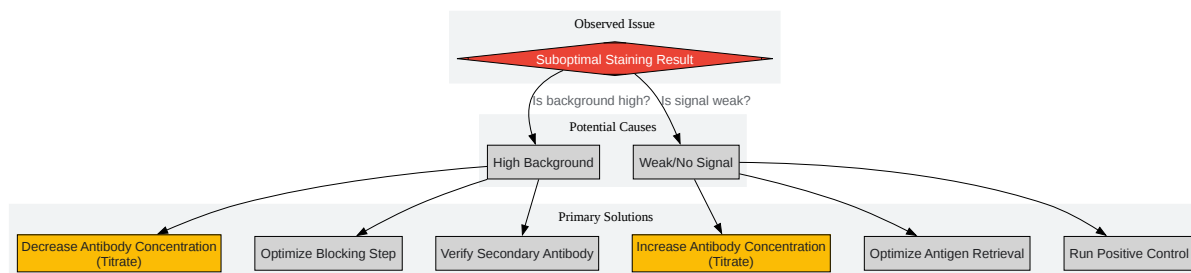 Observed Issue
Suboptimal Staining Result
Is background high?
Is signal weak?
Potential Causes
High Background
Weak/No Signal
Primary Solutions
Decrease Antibody Concentration
(Titrate)
Optimize Blocking Step
Verify Secondary Antibody
Increase Antibody Concentration
(Titrate)
Optimize Antigen Retrieval
Run Positive Control